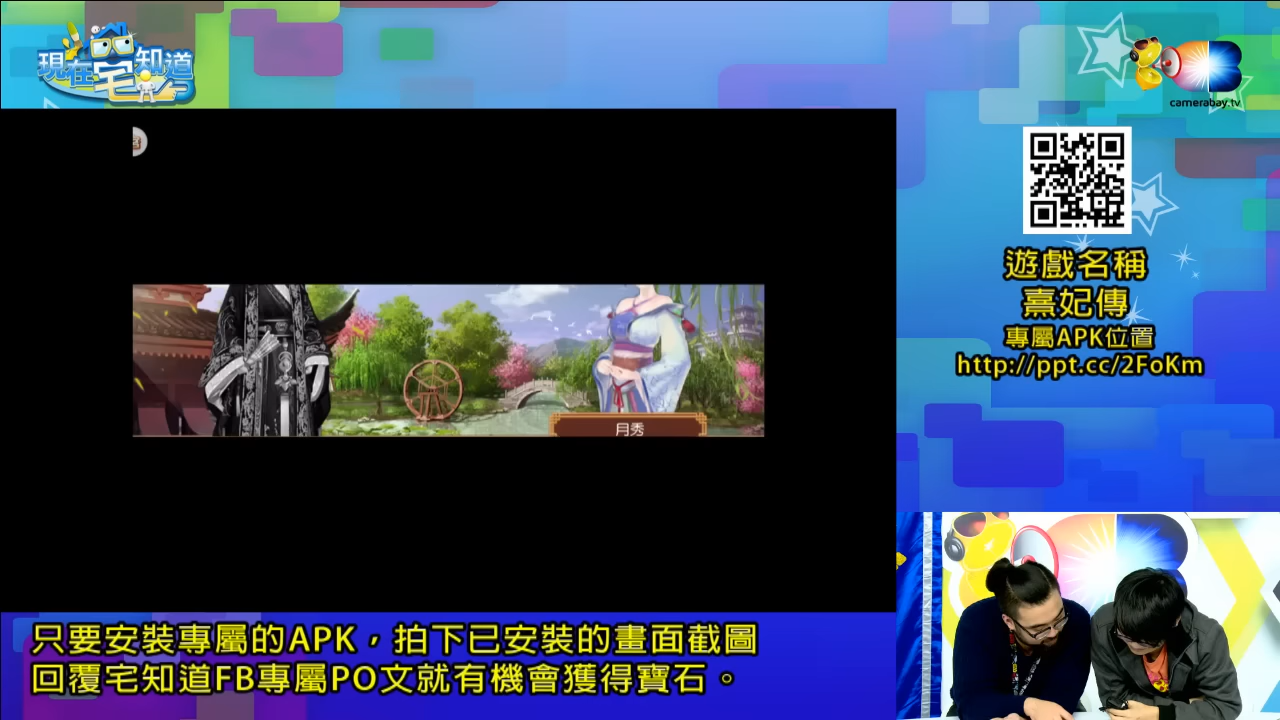 現在宅知道
camerabay.tv
遊戲名稱
熹妃傳
專屬APK位置
http://ppt.cc/2FoKm
月秀
只要安裝專屬的APK，拍下已安裝的畫面截圖
回覆宅知道FB專屬PO文就有機會獲得寶石。